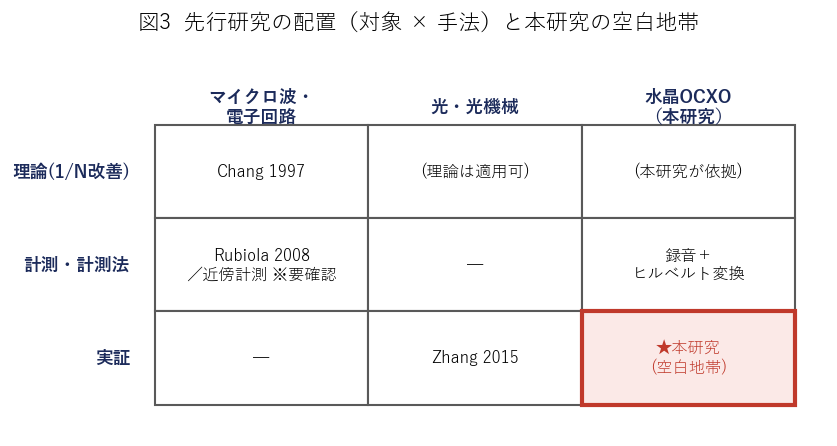 図3 先行研究の配置（対象 × 手法）と本研究の空白地帯
マイクロ波・
電子回路
光・光機械
水晶OCXO
（本研究）
理論(1/N改善)
Chang 1997
(理論は適用可)
(本研究が依拠)
計測・計測法
Rubiola 2008
／近傍計測 ※要確認
—
録音＋
ヒルベルト変換
実証
—
Zhang 2015
★本研究
(空白地帯)